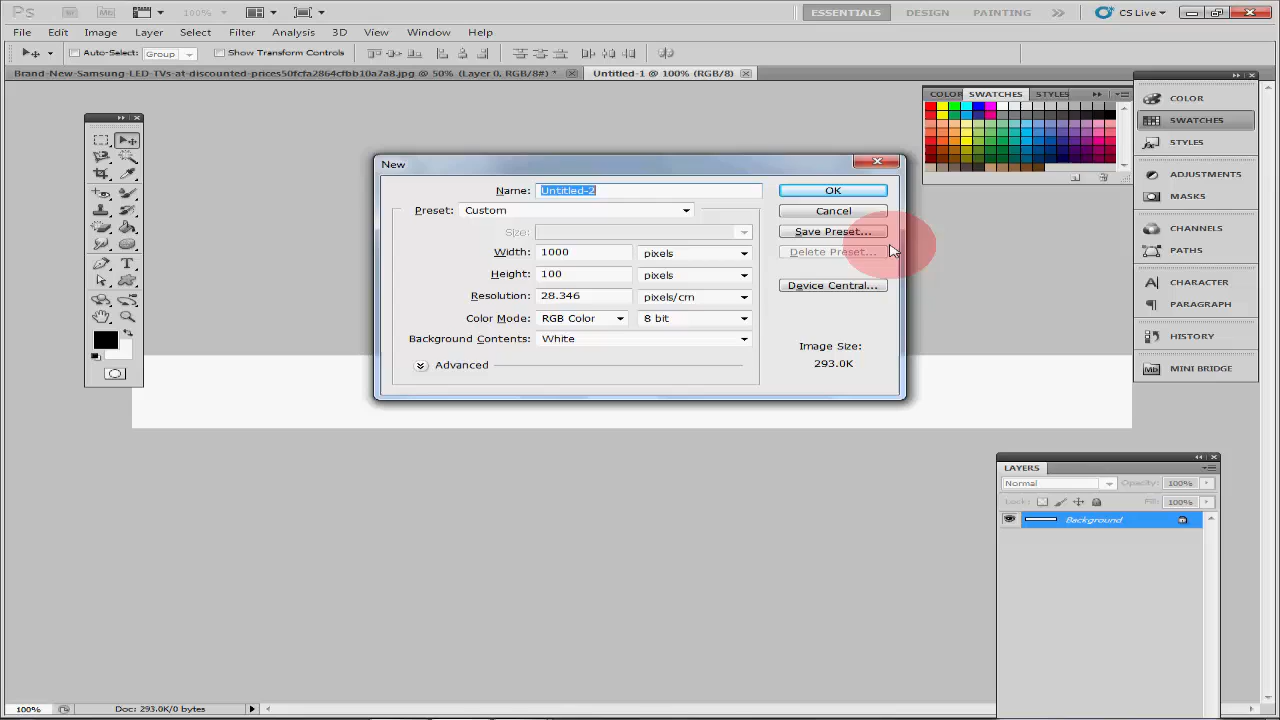 Ps Br Mb 100% ESSENTIALS DESIGN PAINTING CS Live
File Edit Image Layer Select Filter Analysis 3D View Window Help
Auto-Select: Group Show Transform Controls
Brand-New-Samsung-LED-TVs-at-discounted-prices50fcfa2864cfbb10a7a8.jpg @ 50% (Layer 0, RGB/8#) * Untitled-1 @ 100% (RGB/8)
COLOR SWATCHES STYLES
COLOR
SWATCHES
STYLES
ADJUSTMENTS
MASKS
CHANNELS
PATHS
CHARACTER
PARAGRAPH
HISTORY
Mb MINI BRIDGE
New
Name: Untitled-2
Preset: Custom
Size:
Width: 1000 pixels
Height: 100 pixels
Resolution: 28.346 pixels/cm
Color Mode: RGB Color 8 bit
Background Contents: White
Advanced
OK
Cancel
Save Preset...
Delete Preset...
Device Central...
Image Size:
293.0K
T
LAYERS
Normal Opacity: 100%
Lock: Fill: 100%
Background
100% Doc: 293.0K/0 bytes